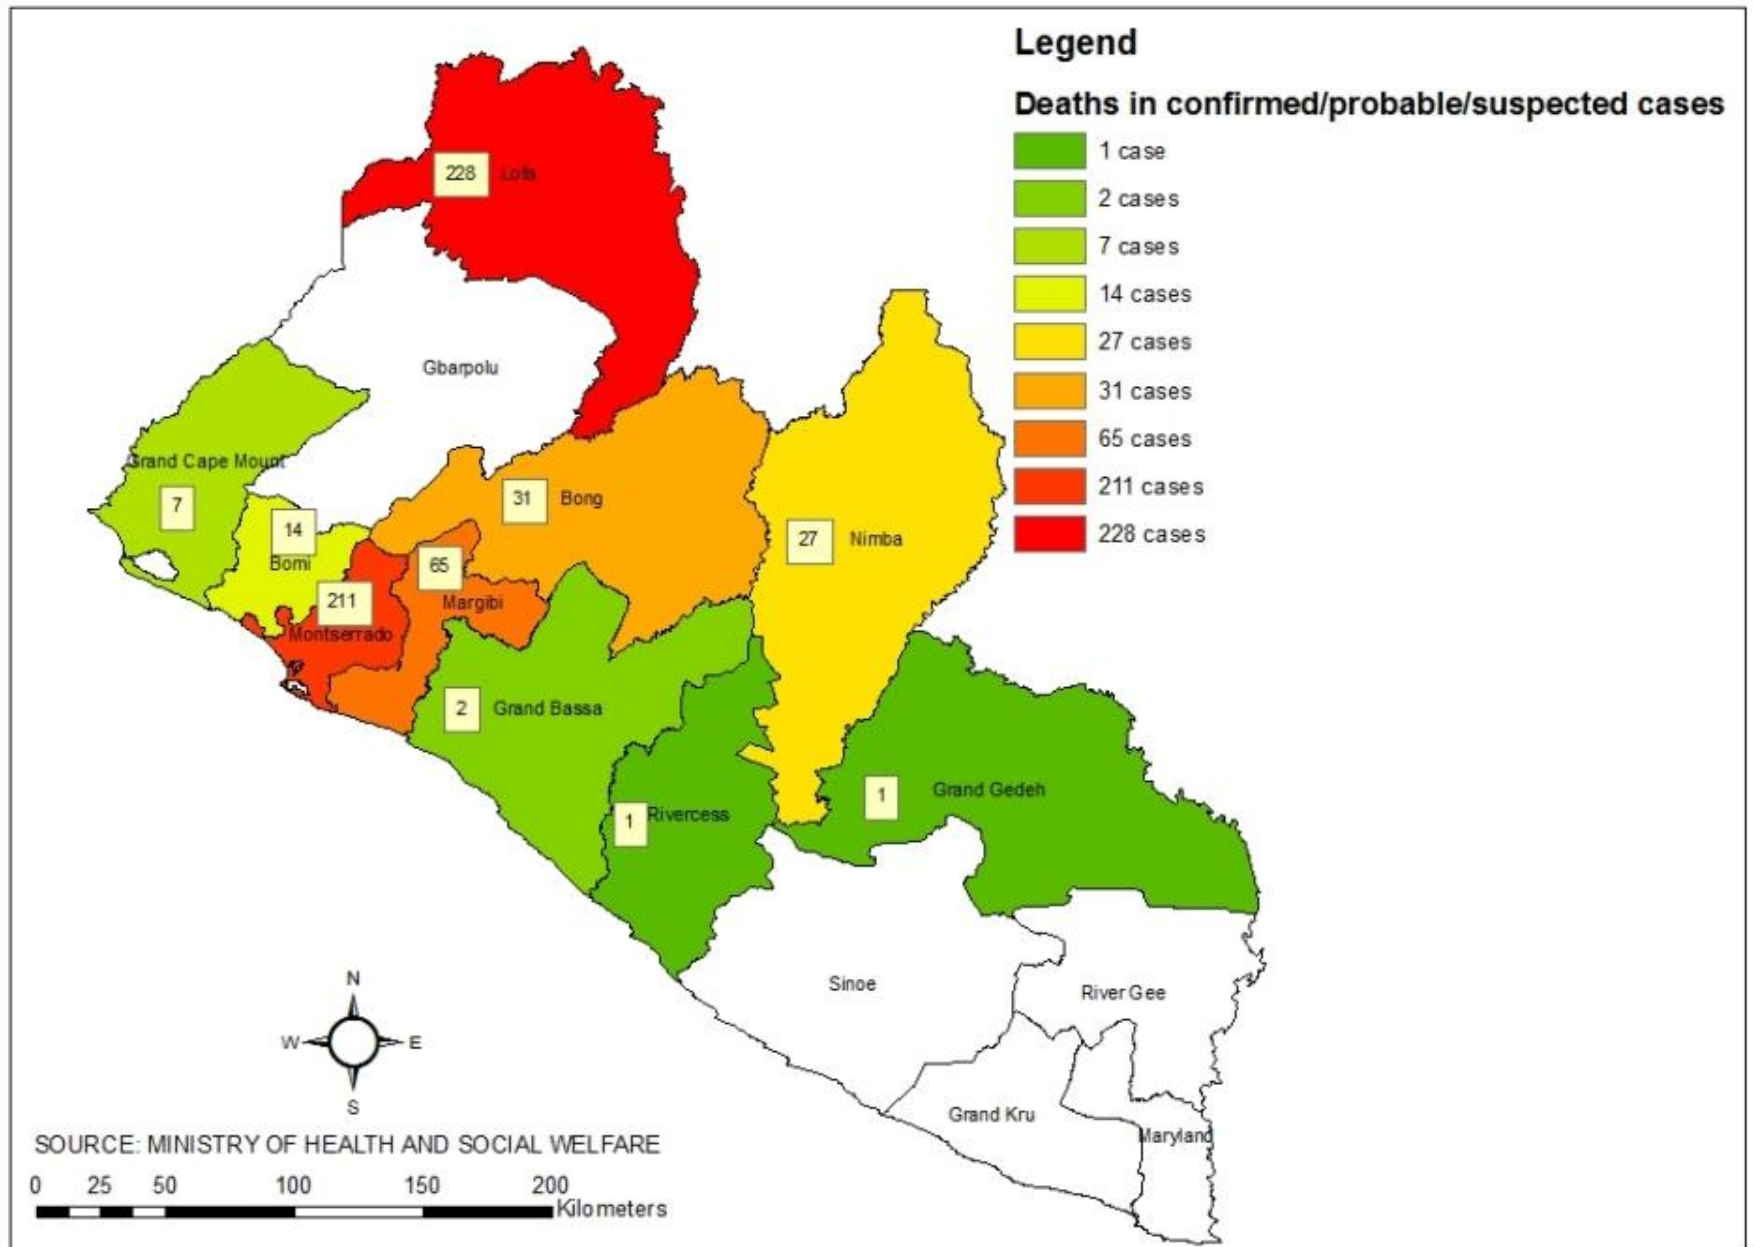 Legend
Deaths in confirmed/probable/suspected cases
1 case
2 cases
7 cases
14 cases
27 cases
31 cases
65 cases
211 cases
228 cases
228 Lofa
Gbarpolu
Grand Cape Mount
7
14
Bomi
31 Bong
65
Margibi
27 Nimba
211
Montserrado
2 Grand Bassa
1 Rivercess
1 Grand Gedeh
Sinoe
River Gee
Grand Kru
Maryland
N
W E
S
SOURCE: MINISTRY OF HEALTH AND SOCIAL WELFARE
0 25 50 100 150 200
Kilometers